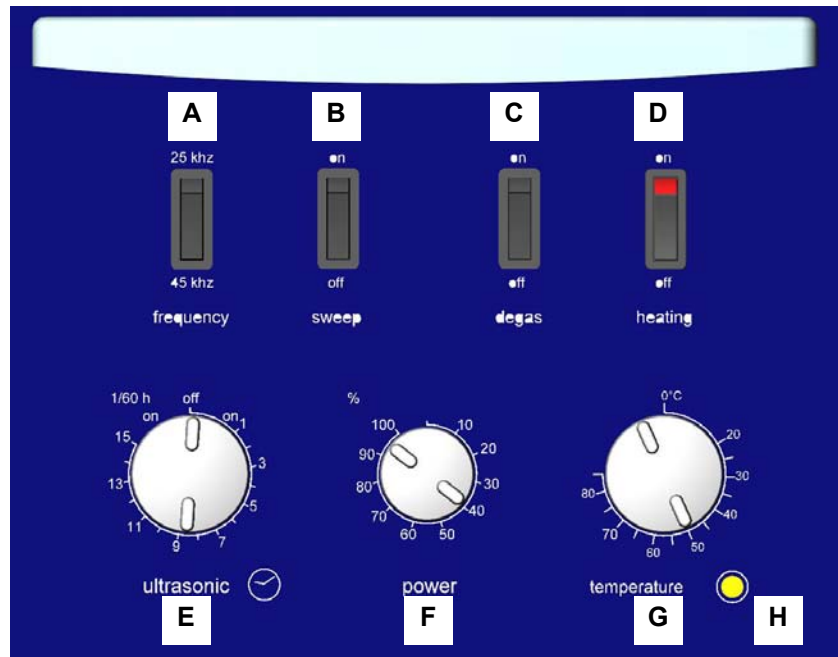 A B C D
25 khz on on on
45 khz off off off
frequency sweep degas heating
1/60 h off
on on
1
3
5
7
9
11
13
15
%
10
20
30
40
50
60
70
80
90
100
0°C
20
30
40
50
60
70
80
ultrasonic power temperature
E F G H